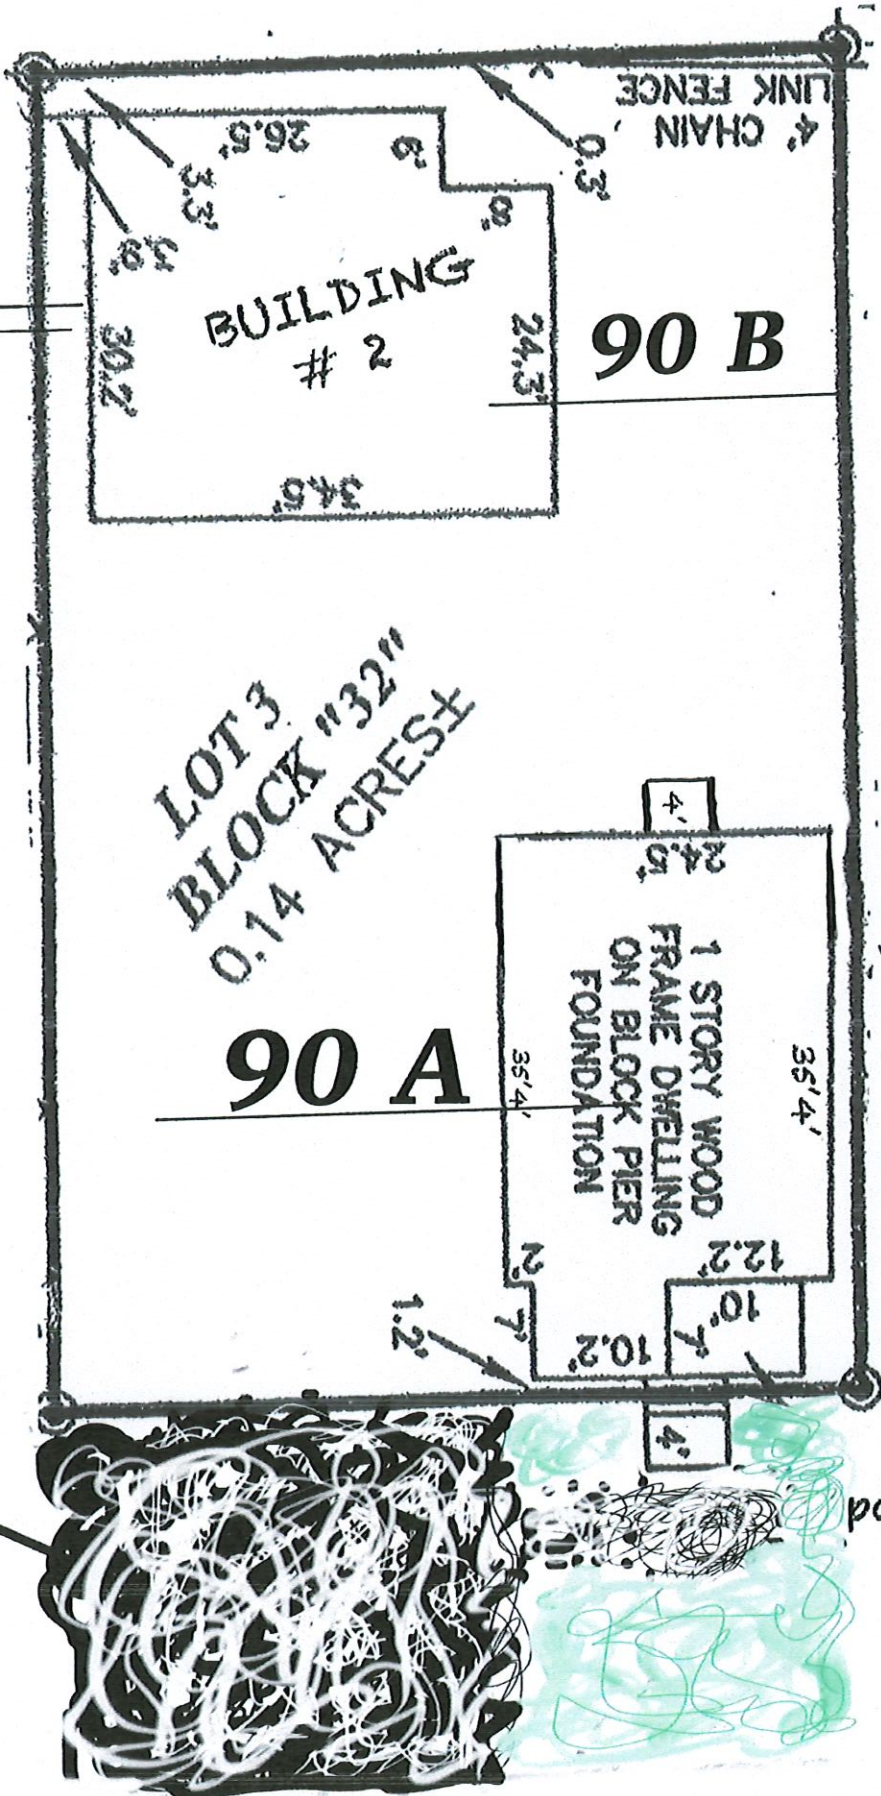 4' CHAIN
LINK FENCE
0.3'
26.5'
6'
3.3'
8'
BUILDING
# 2
30.2'
24.3'
90 B
34.5'
LOT 3
BLOCK "32"
0.14 ACRES±
4'
24.5'
1 STORY WOOD
FRAME DWELLING
ON BLOCK PIER
FOUNDATION
90 A
35'4'
35'4'
2'
12.2'
7'
10'
7'
10.2'
1.2'
4'